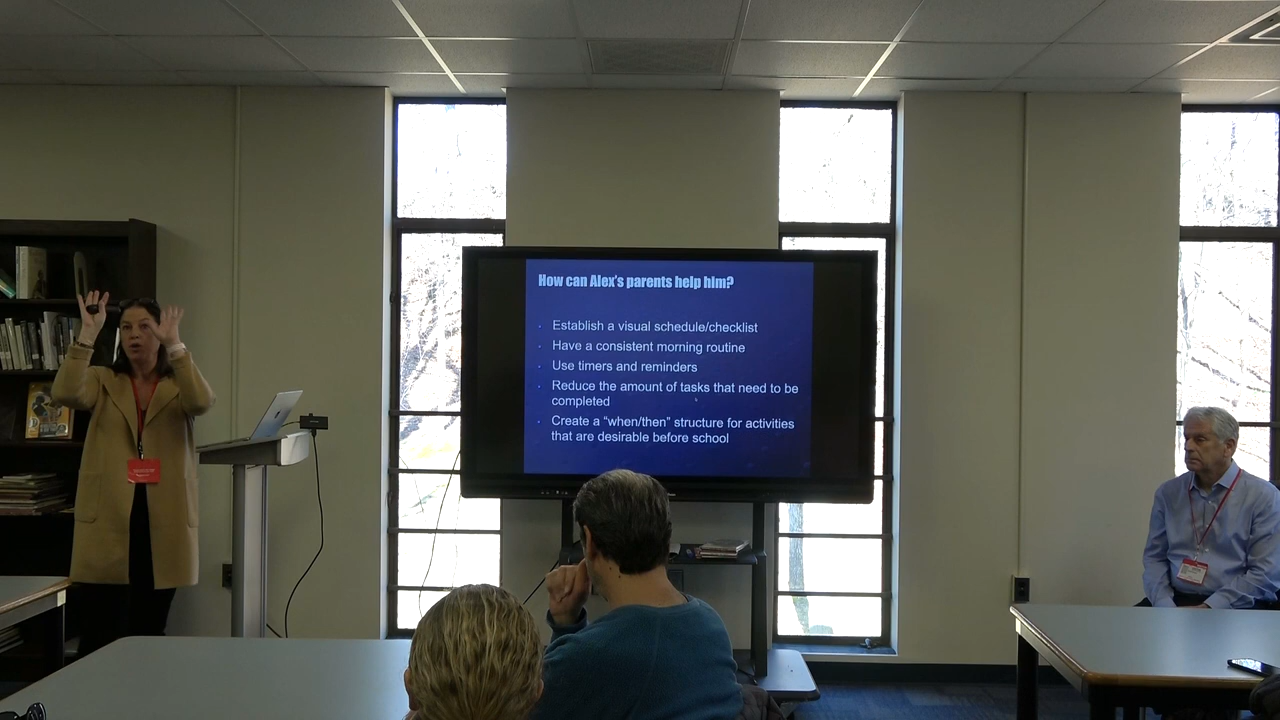 How can Alex's parents help him?
Establish a visual schedule/checklist
Have a consistent morning routine
Use timers and reminders
Reduce the amount of tasks that need to be
completed
Create a “when/then” structure for activities
that are desirable before school